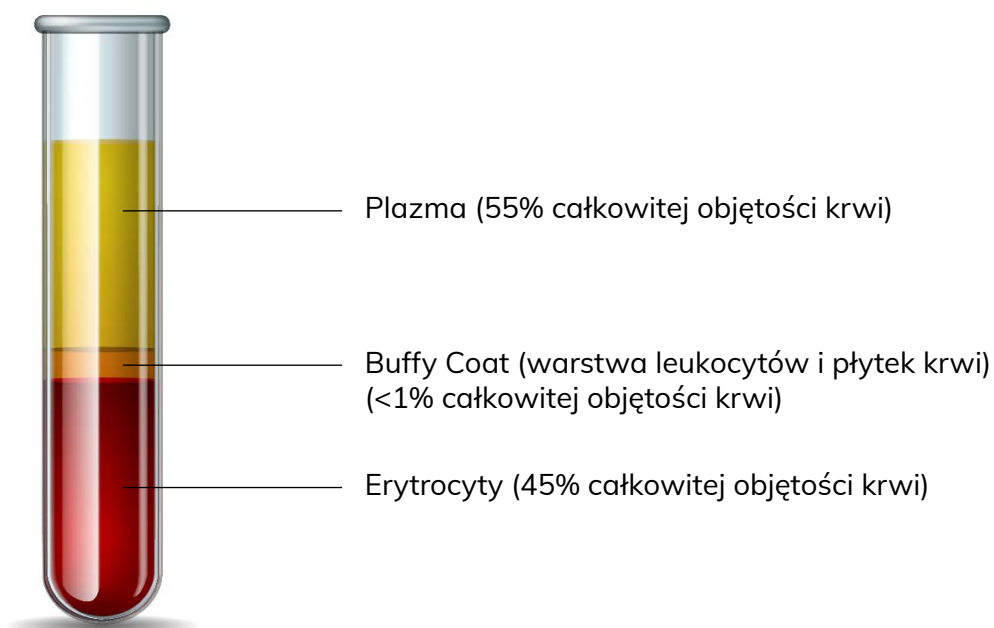 Plazma (55% całkowitej objętości krwi)
Buffy Coat (warstwa leukocytów i płytek krwi)
(<1% całkowitej objętości krwi)
Erytrocyty (45% całkowitej objętości krwi)